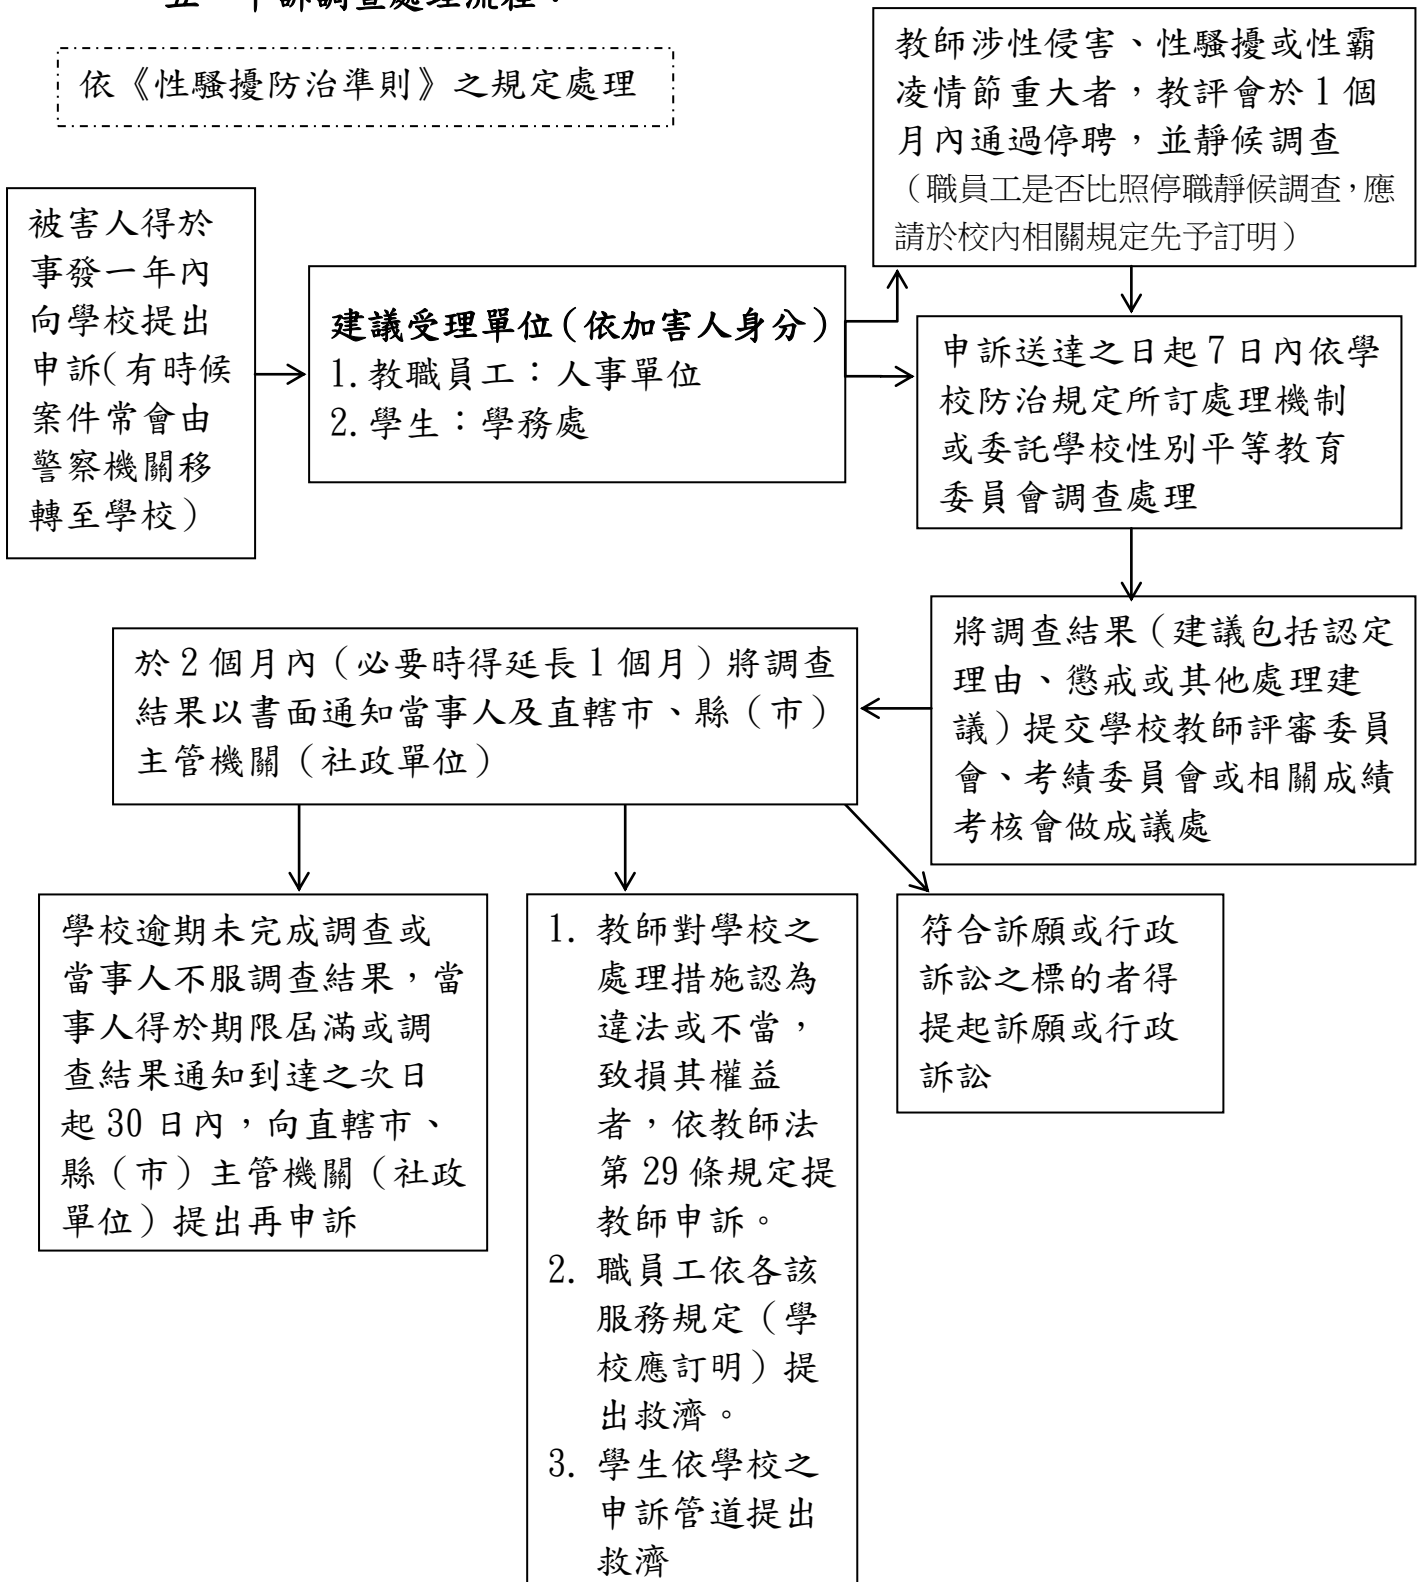 五、申訴調查處理流程：
依《性騷擾防治準則》之規定處理
教師涉性侵害、性騷擾或性霸
凌情節重大者，教評會於1個
月內通過停聘，並靜候調查
（職員工是否比照停職靜候調查，應
請於校內相關規定先予訂明）
被害人得於
事發一年內
向學校提出
申訴(有時候
案件常會由
警察機關移
轉至學校)
建議受理單位(依加害人身分)
1.教職員工：人事單位
2.學生：學務處
申訴送達之日起7日內依學
校防治規定所訂處理機制
或委託學校性別平等教育
委員會調查處理
將調查結果（建議包括認定
理由、懲戒或其他處理建
議）提交學校教師評審委員
會、考績委員會或相關成績
考核會做成議處
於2個月內（必要時得延長1個月）將調查
結果以書面通知當事人及直轄市、縣（市）
主管機關（社政單位）
學校逾期未完成調查或
當事人不服調查結果，當
事人得於期限屆滿或調
查結果通知到達之次日
起30日內，向直轄市、
縣（市）主管機關（社政
單位）提出再申訴
1. 教師對學校之
處理措施認為
違法或不當，
致損其權益
者，依教師法
第29條規定提
教師申訴。
2. 職員工依各該
服務規定（學
校應訂明）提
出救濟。
3. 學生依學校之
申訴管道提出
救濟
符合訴願或行政
訴訟之標的者得
提起訴願或行政
訴訟